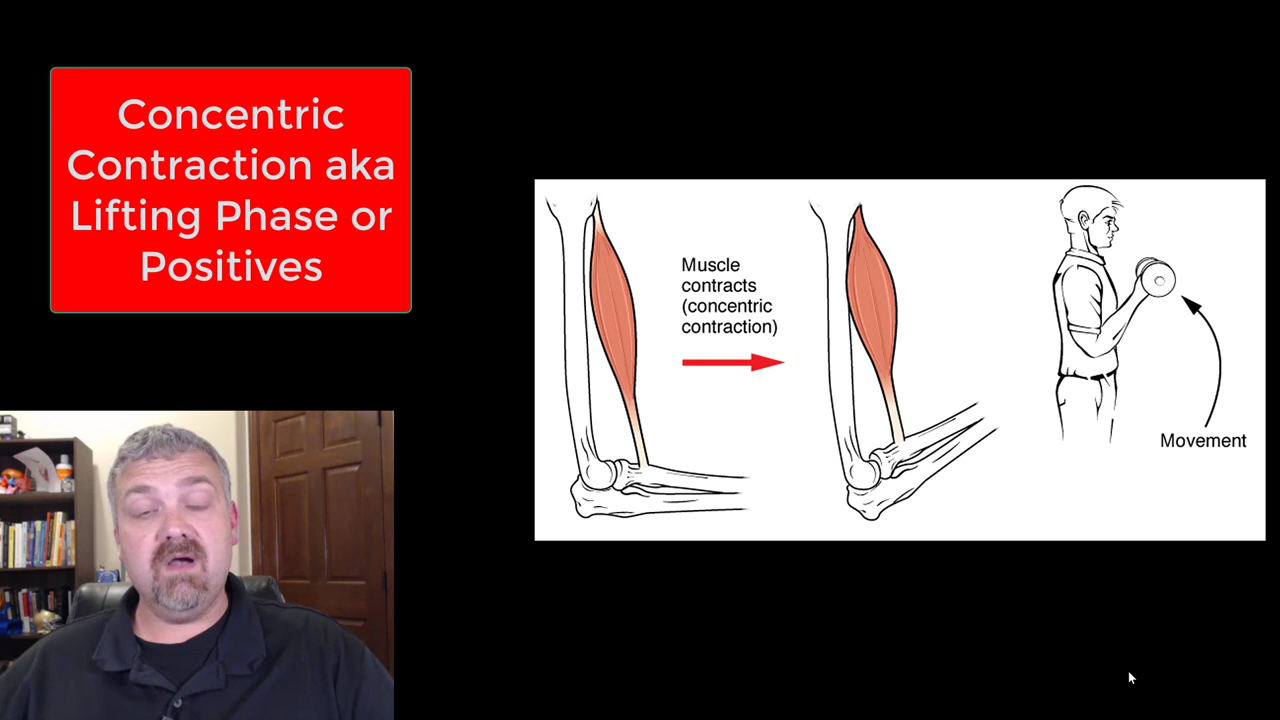 Concentric
Contraction aka
Lifting Phase or
Positives
Muscle
contracts
(concentric
contraction)
Movement